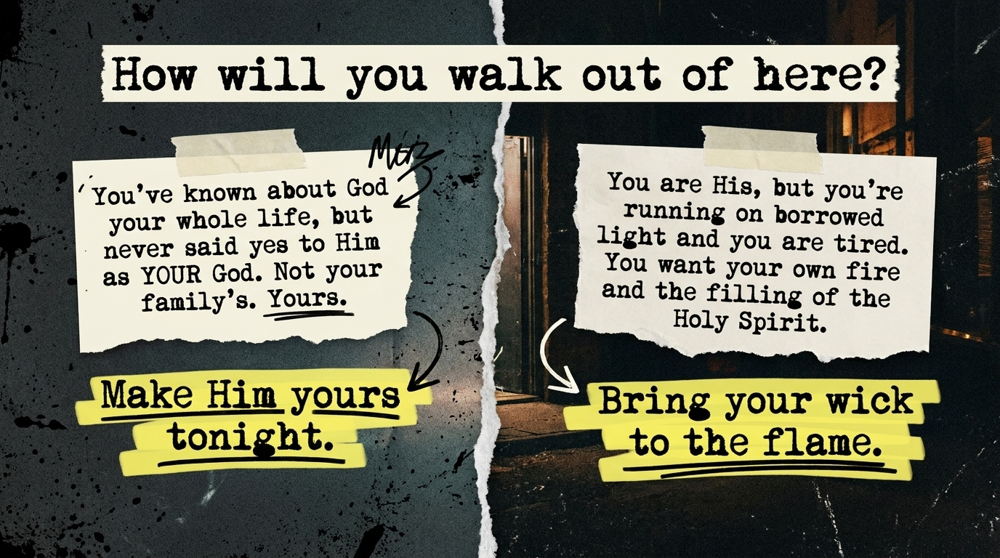 How will you walk out of here?
You've known about God
your whole life, but
never said yes to Him
as YOUR God. Not your
family's. Yours.
Make Him yours
tonight.
You are His, but you're
running on borrowed
light and you are tired.
You want your own fire
and the filling of the
Holy Spirit.
Bring your wick
to the flame.